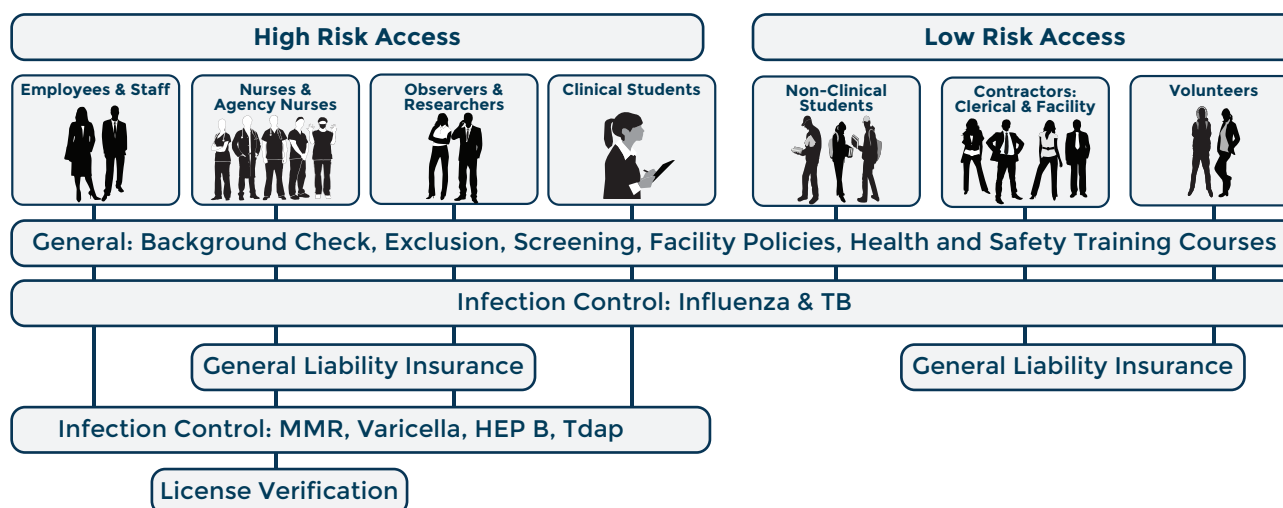 High Risk Access
Low Risk Access
Employees & Staff
Nurses &
Agency Nurses
Observers &
Researchers
Clinical Students
Non-Clinical
Students
Contractors:
Clerical & Facility
Volunteers
General: Background Check, Exclusion, Screening, Facility Policies, Health and Safety Training Courses
Infection Control: Influenza & TB
General Liability Insurance
General Liability Insurance
Infection Control: MMR, Varicella, HEP B, Tdap
License Verification